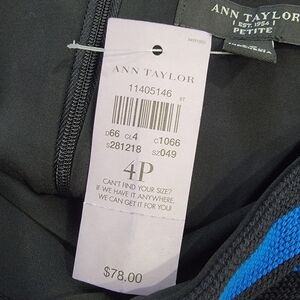 ANN TAYLOR
EST. 1954
PETITE
ANN TAYLOR
11405146
D66 CL4 C1066
S281218 SZ049
4P
CAN'T FIND YOUR SIZE?
IF WE HAVE IT ANYWHERE
WE CAN GET IT FOR YOU!
$78.00